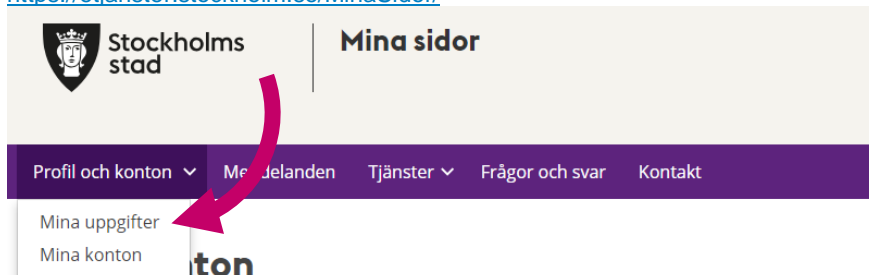 Stockholms
stad
Mina sidor
Profil och konton
Meddelanden
Tjänster
Frågor och svar
Kontakt
Mina uppgifter
Mina konton